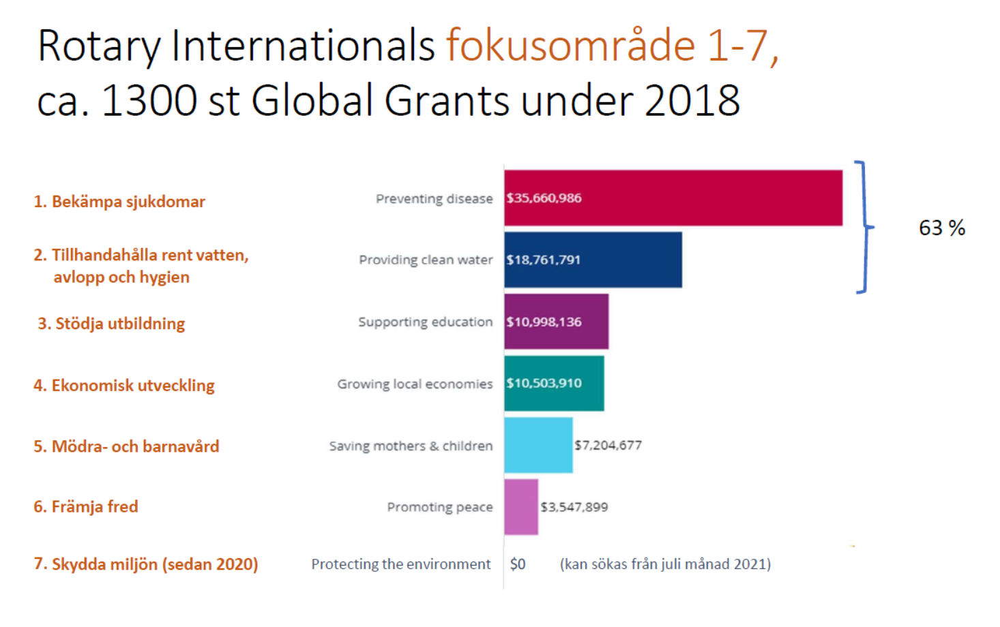 Rotary Internationals fokusområde 1-7,
ca. 1300 st Global Grants under 2018
1. Bekämpa sjukdomar Preventing disease $35,660,986
63 %
2. Tillhandahålla rent vatten,
avlopp och hygien
Providing clean water $18,761,791
3. Stödja utbildning Supporting education $10,998,136
4. Ekonomisk utveckling Growing local economies $10,503,910
5. Mödra- och barnavård Saving mothers & children $7,204,677
6. Främja fred Promoting peace $3,547,899
7. Skydda miljön (sedan 2020) Protecting the environment $0 (kan sökas från juli månad 2021)